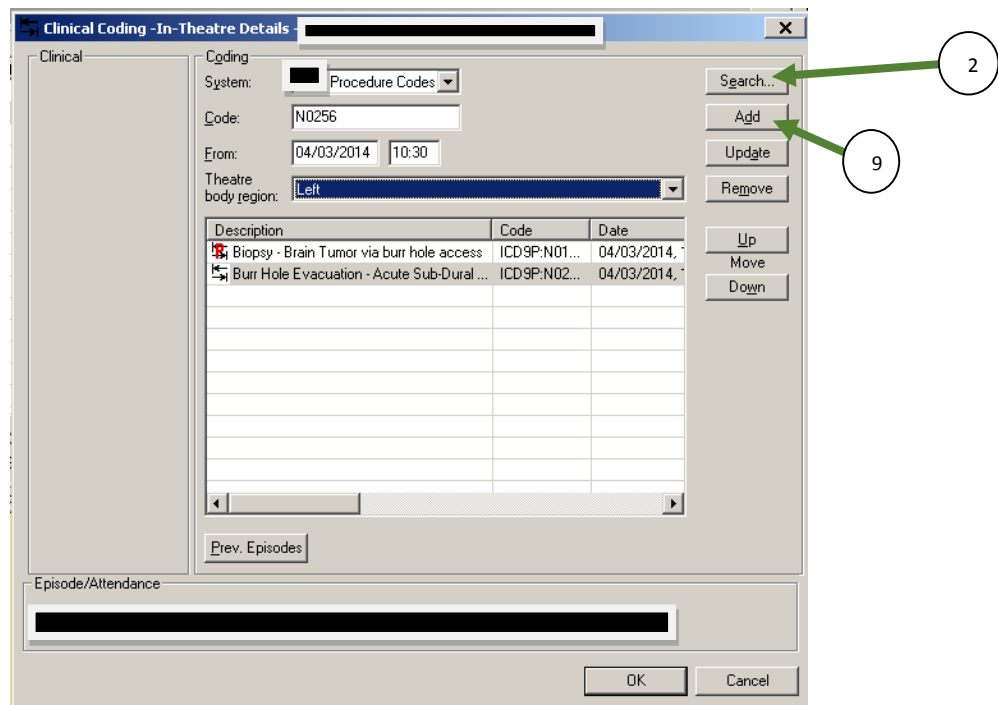 Clinical Coding -In-Theatre Details -
Clinical
Coding
System: Procedure Codes
Search...
2
Code: N0256
Add
From: 04/03/2014 10:30
Update
9
Theatre
body region: Left
Remove
Description Code Date
Biopsy - Brain Tumor via burr hole access ICD9P:N01... 04/03/2014,
Burr Hole Evacuation - Acute Sub-Dural ... ICD9P:N02... 04/03/2014,
Up
Move
Down
Prev. Episodes
Episode/Attendance
OK Cancel